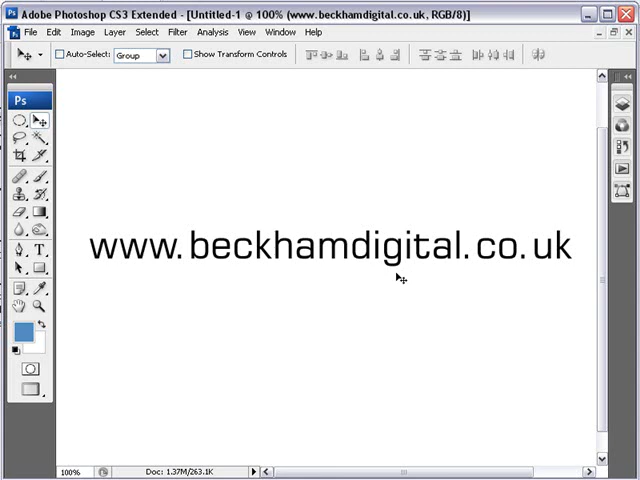 Adobe Photoshop CS3 Extended - [Untitled-1 @ 100% (www.beckhamdigital.co.uk, RGB/8)]
File Edit Image Layer Select Filter Analysis View Window Help
Auto-Select: Group Show Transform Controls
Ps
T
www.beckhamdigital.co.uk
100% Doc: 1.37M/263.1K